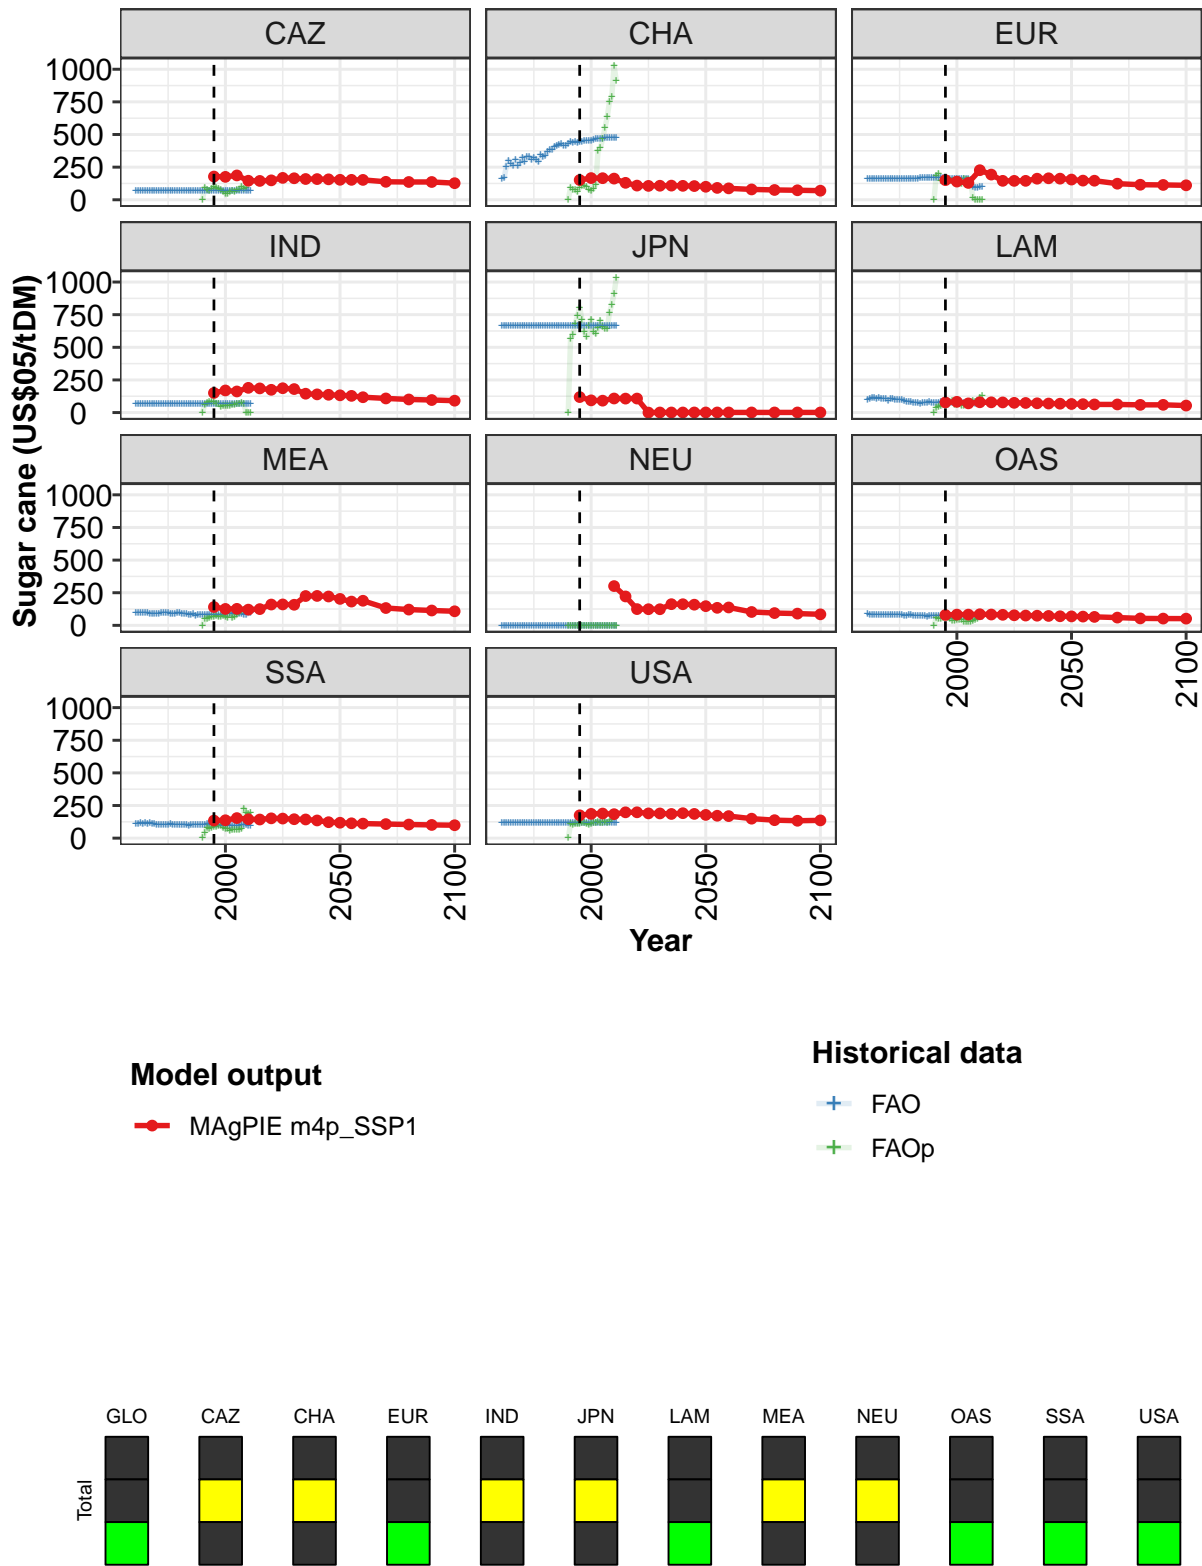 CAZ CHA EUR
1000
750
500
250
0
IND JPN LAM
1000
750
500
250
0
MEA NEU OAS
1000
750
500
250
0
2000 2050 2100
SSA USA
1000
750
500
250
0
2000 2050 2100 2000 2050 2100
Sugar cane (US$05/tDM)
Year
Model output
MAgPIE m4p_SSP1
Historical data
FAO
FAOp
GLO CAZ CHA EUR IND JPN LAM MEA NEU OAS SSA USA
Total